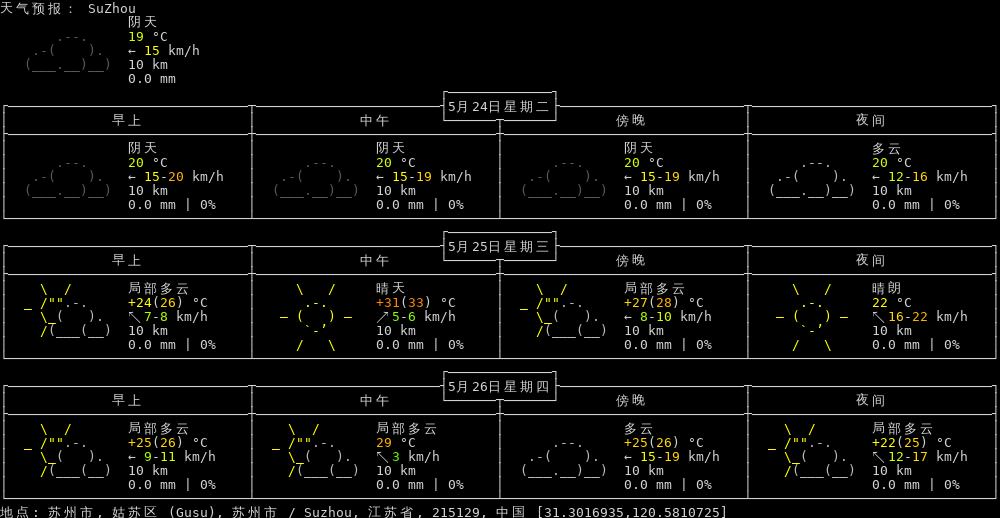 天气预报: SuZhou
阴天
19 °C
← 15 km/h
10 km
0.0 mm
5月24日星期二
早上 中午 傍晚 夜间
阴天 阴天 阴天 多云
20 °C 20 °C 20 °C 20 °C
← 15-20 km/h ← 15-19 km/h ← 15-19 km/h ← 12-16 km/h
10 km 10 km 10 km 10 km
0.0 mm | 0% 0.0 mm | 0% 0.0 mm | 0% 0.0 mm | 0%
5月25日星期三
早上 中午 傍晚 夜间
局部多云 晴天 局部多云 晴朗
+24(26) °C +31(33) °C +27(28) °C 22 °C
↖ 7-8 km/h ↗ 5-6 km/h ← 8-10 km/h ↖ 16-22 km/h
10 km 10 km 10 km 10 km
0.0 mm | 0% 0.0 mm | 0% 0.0 mm | 0% 0.0 mm | 0%
5月26日星期四
早上 中午 傍晚 夜间
局部多云 局部多云 多云 局部多云
+25(26) °C 29 °C +25(26) °C +22(25) °C
← 9-11 km/h ↖ 3 km/h ← 15-19 km/h ↖ 12-17 km/h
10 km 10 km 10 km 10 km
0.0 mm | 0% 0.0 mm | 0% 0.0 mm | 0% 0.0 mm | 0%
地点: 苏州市, 姑苏区 (Gusu), 苏州市 / Suzhou, 江苏省, 215129, 中国 [31.3016935,120.5810725]